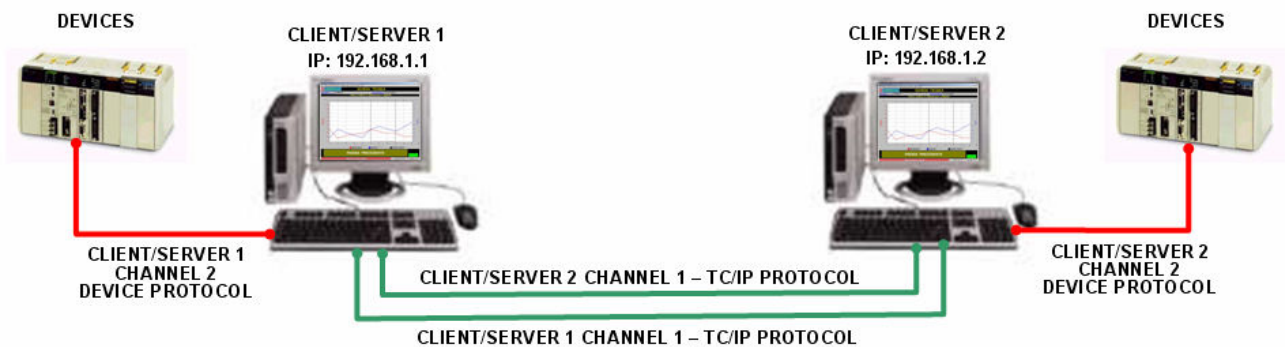 DEVICES
CLIENT/SERVER 1
IP: 192.168.1.1
CLIENT/SERVER 2
IP: 192.168.1.2
DEVICES
CLIENT/SERVER 1
CHANNEL 2
DEVICE PROTOCOL
CLIENT/SERVER 2 CHANNEL 1 – TC/IP PROTOCOL
CLIENT/SERVER 1 CHANNEL 1 – TC/IP PROTOCOL
CLIENT/SERVER 2
CHANNEL 2
DEVICE PROTOCOL